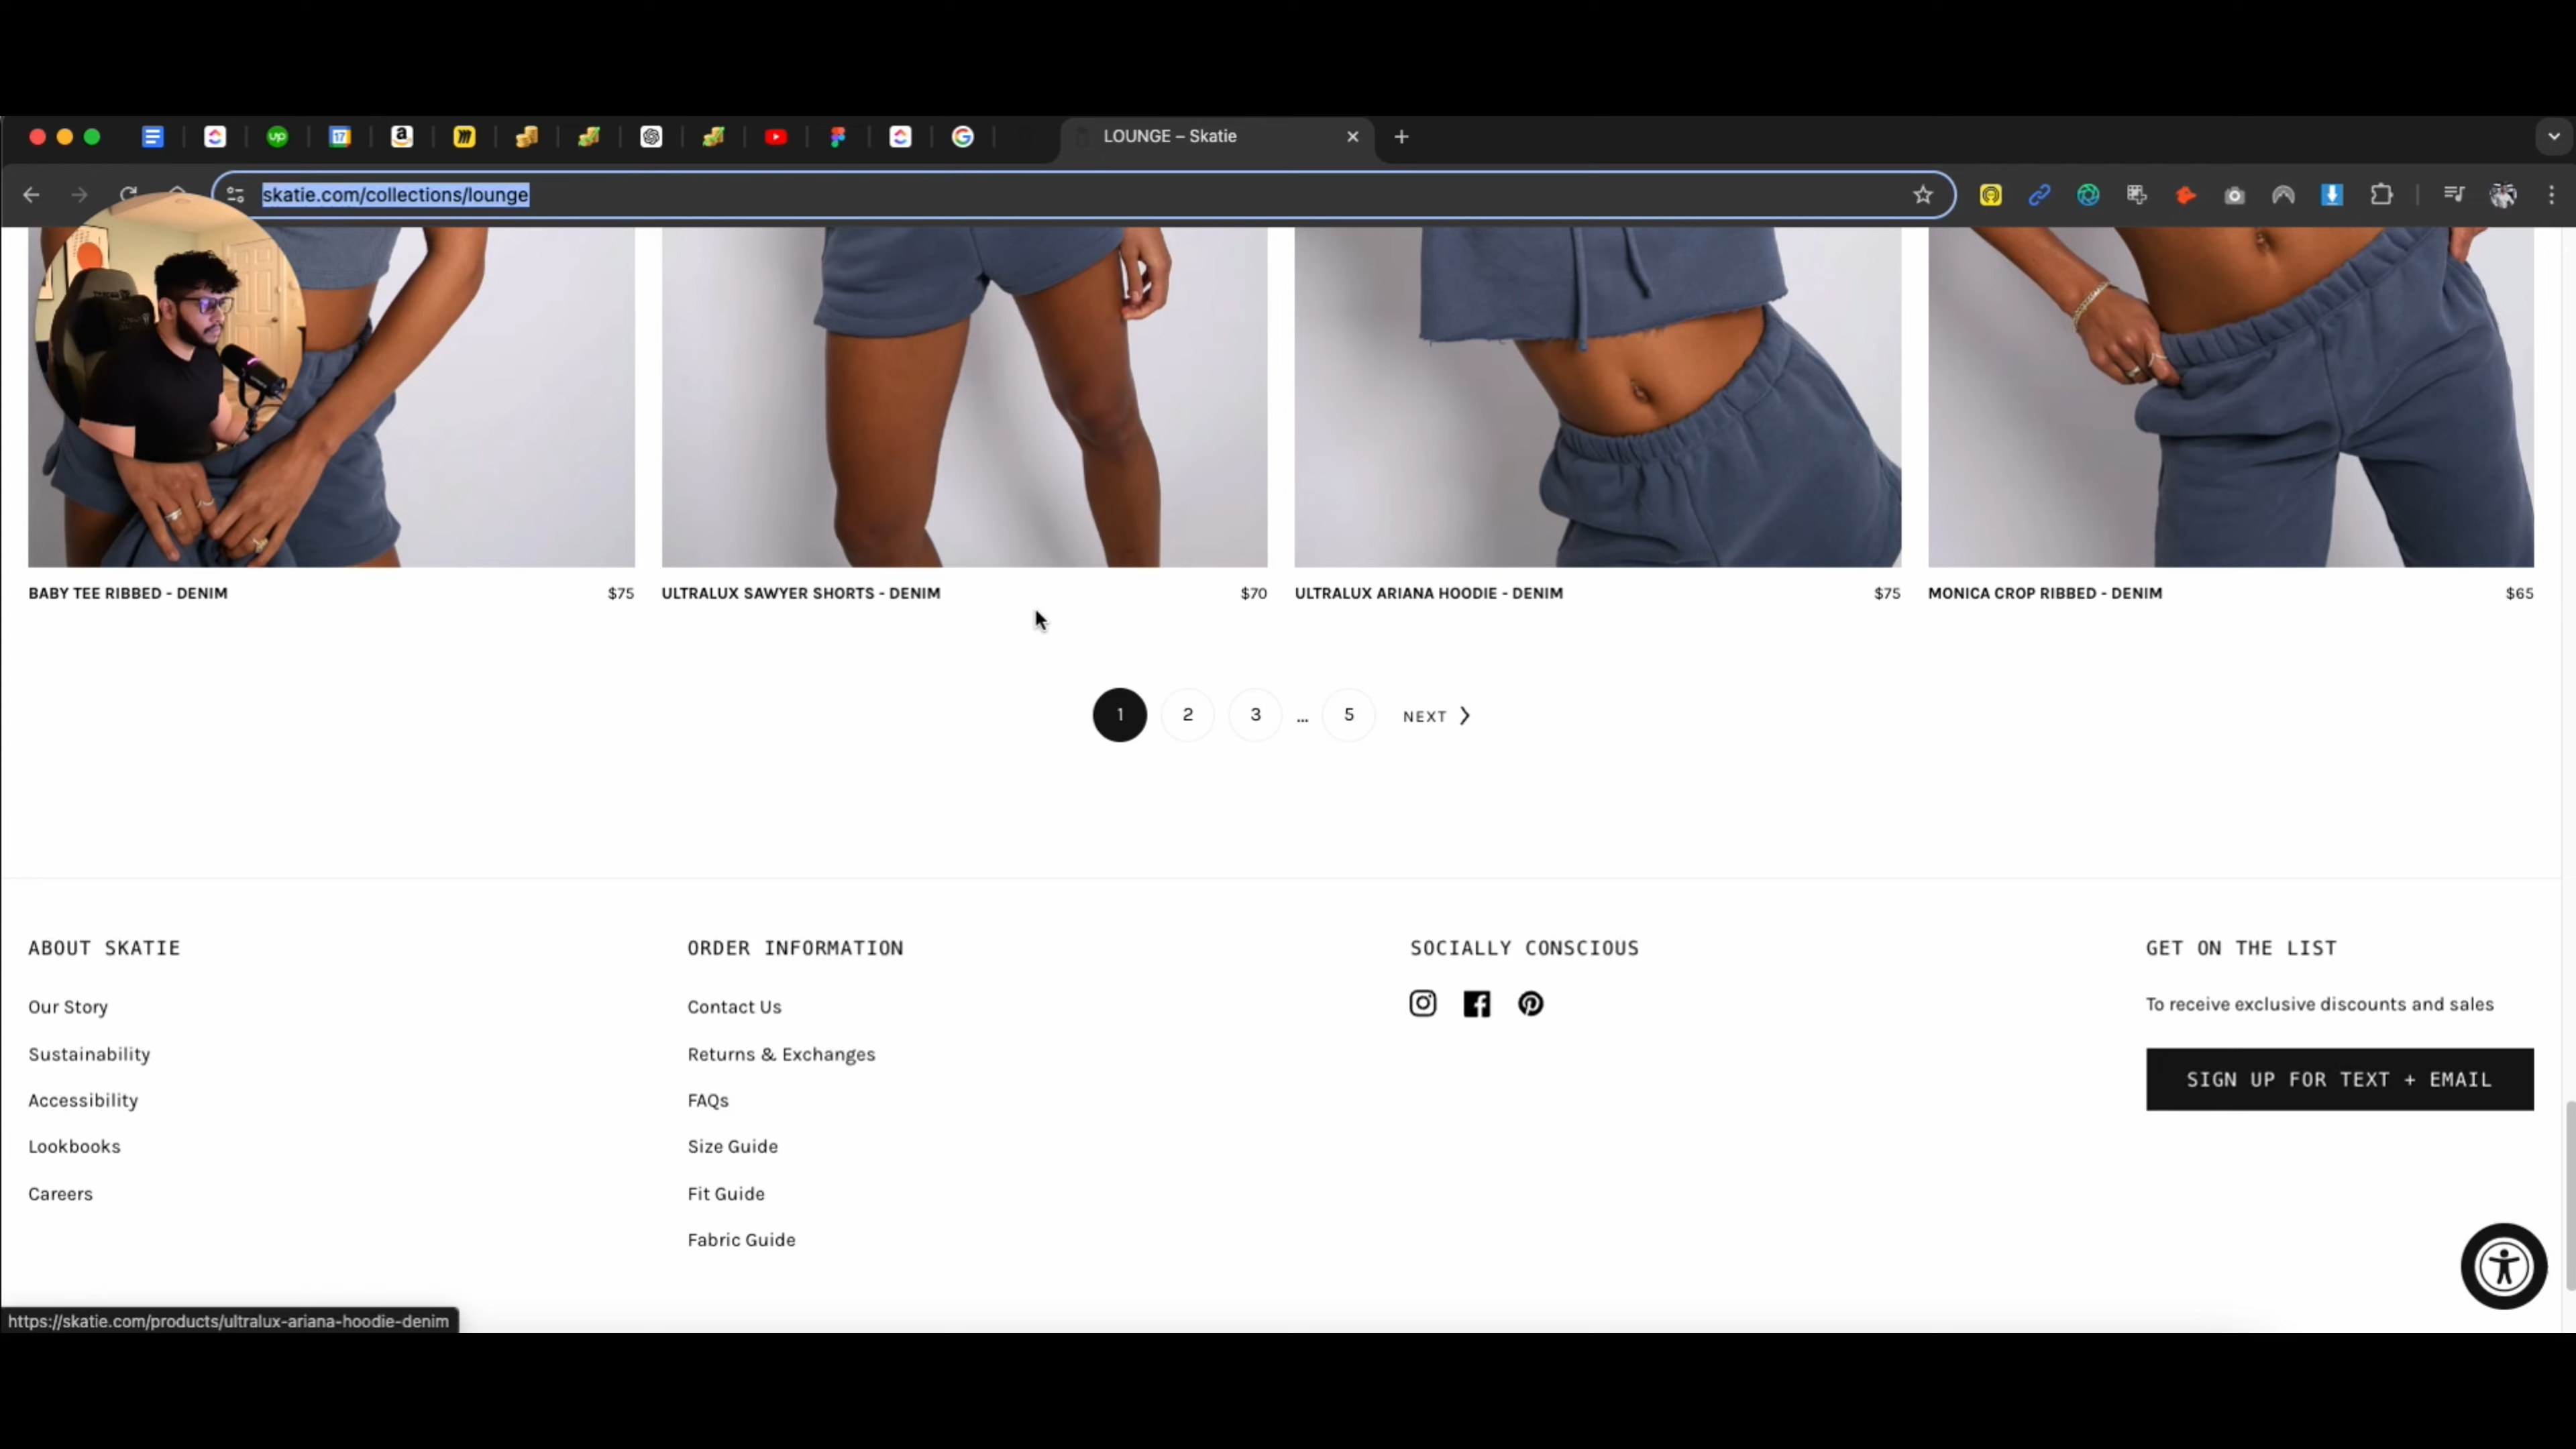 LOUNGE – Skatie
skatie.com/collections/lounge
BABY TEE RIBBED - DENIM $75
ULTRALUX SAWYER SHORTS - DENIM $70
ULTRALUX ARIANA HOODIE - DENIM $75
MONICA CROP RIBBED - DENIM $65
1 2 3 ... 5 NEXT
ABOUT SKATIE
Our Story
Sustainability
Accessibility
Lookbooks
Careers
ORDER INFORMATION
Contact Us
Returns & Exchanges
FAQs
Size Guide
Fit Guide
Fabric Guide
SOCIALLY CONSCIOUS
GET ON THE LIST
To receive exclusive discounts and sales
SIGN UP FOR TEXT + EMAIL
https://skatie.com/products/ultralux-ariana-hoodie-denim